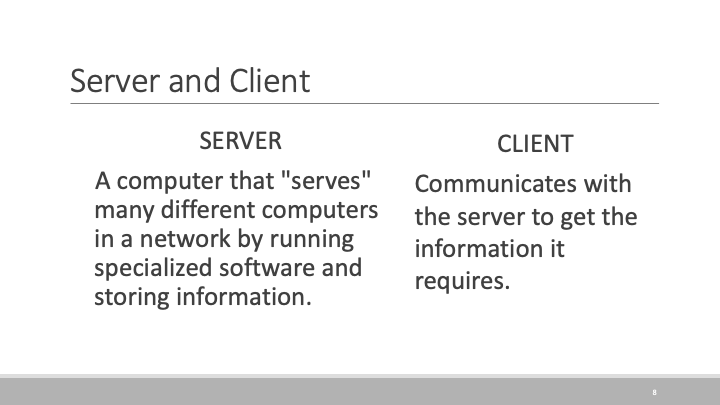 Server and Client
SERVER
A computer that "serves"
many different computers
in a network by running
specialized software and
storing information.
CLIENT
Communicates with
the server to get the
information it
requires.
8